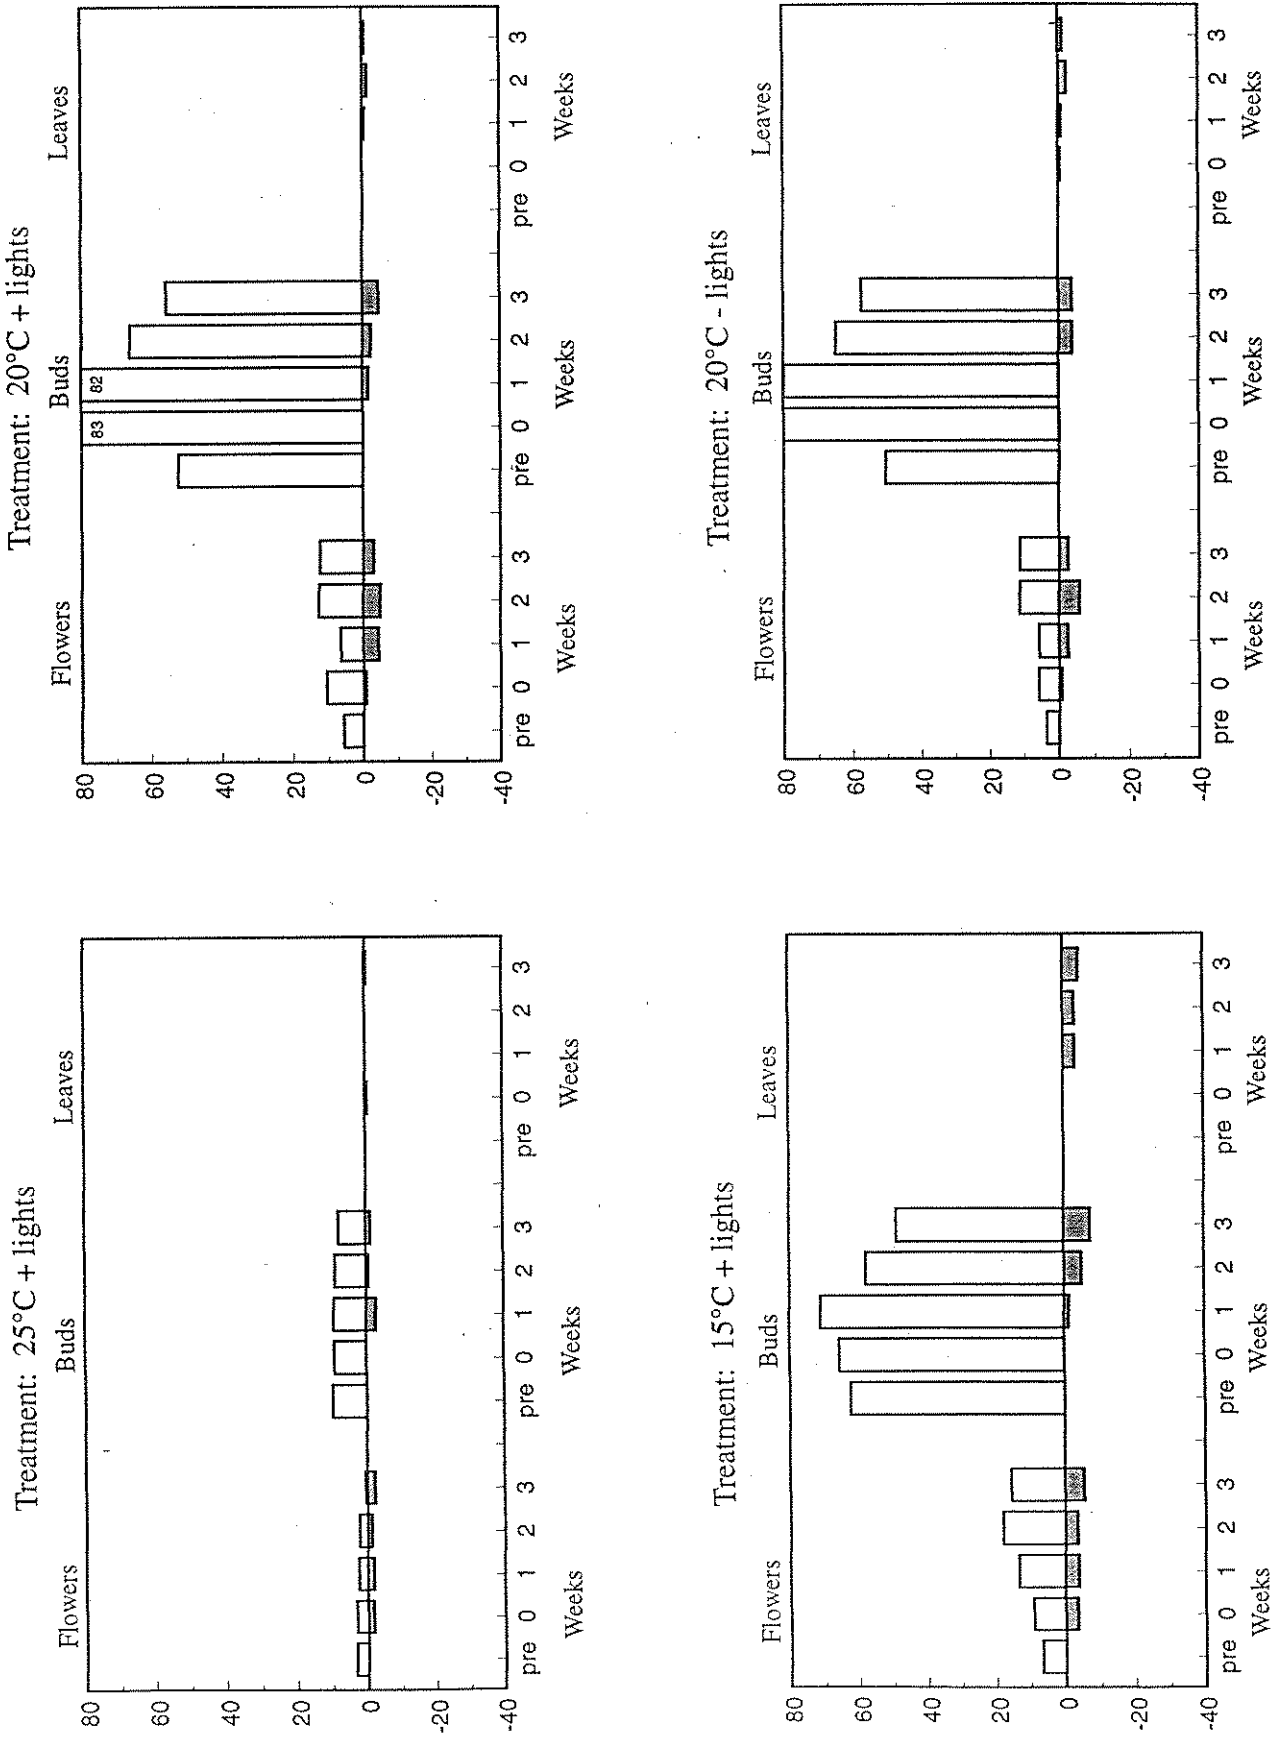 Treatment: 25°C + lights
Flowers Buds Leaves
80
60
40
20
0
-20
-40
pre 0 1 2 3 pre 0 1 2 3 pre 0 1 2 3
Weeks Weeks Weeks
Treatment: 20°C + lights
Flowers Buds Leaves
80
60
40
20
0
-20
-40
83 82
pre 0 1 2 3 pre 0 1 2 3 pre 0 1 2 3
Weeks Weeks Weeks
Treatment: 15°C + lights
Flowers Buds Leaves
80
60
40
20
0
-20
-40
pre 0 1 2 3 pre 0 1 2 3 pre 0 1 2 3
Weeks Weeks Weeks
Treatment: 20°C - lights
Flowers Buds Leaves
80
60
40
20
0
-20
-40
pre 0 1 2 3 pre 0 1 2 3 pre 0 1 2 3
Weeks Weeks Weeks